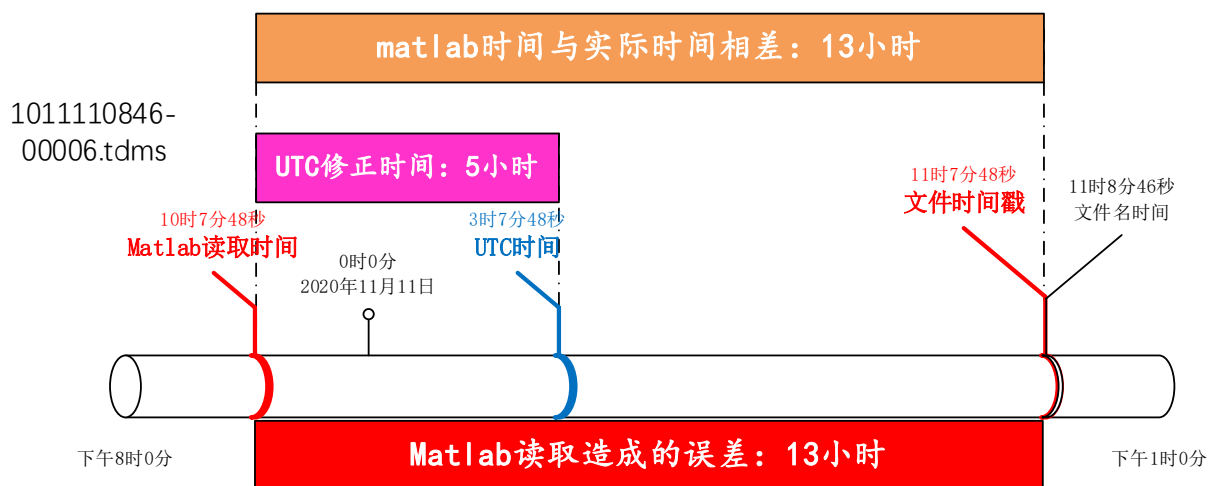 matlab时间与实际时间相差：13小时
1011110846-
00006.tdms
UTC修正时间：5小时
11时7分48秒
文件时间戳
11时8分46秒
文件名时间
10时7分48秒
Matlab读取时间
3时7分48秒
UTC时间
0时0分
2020年11月11日
下午8时0分
Matlab读取造成的误差：13小时
下午1时0分